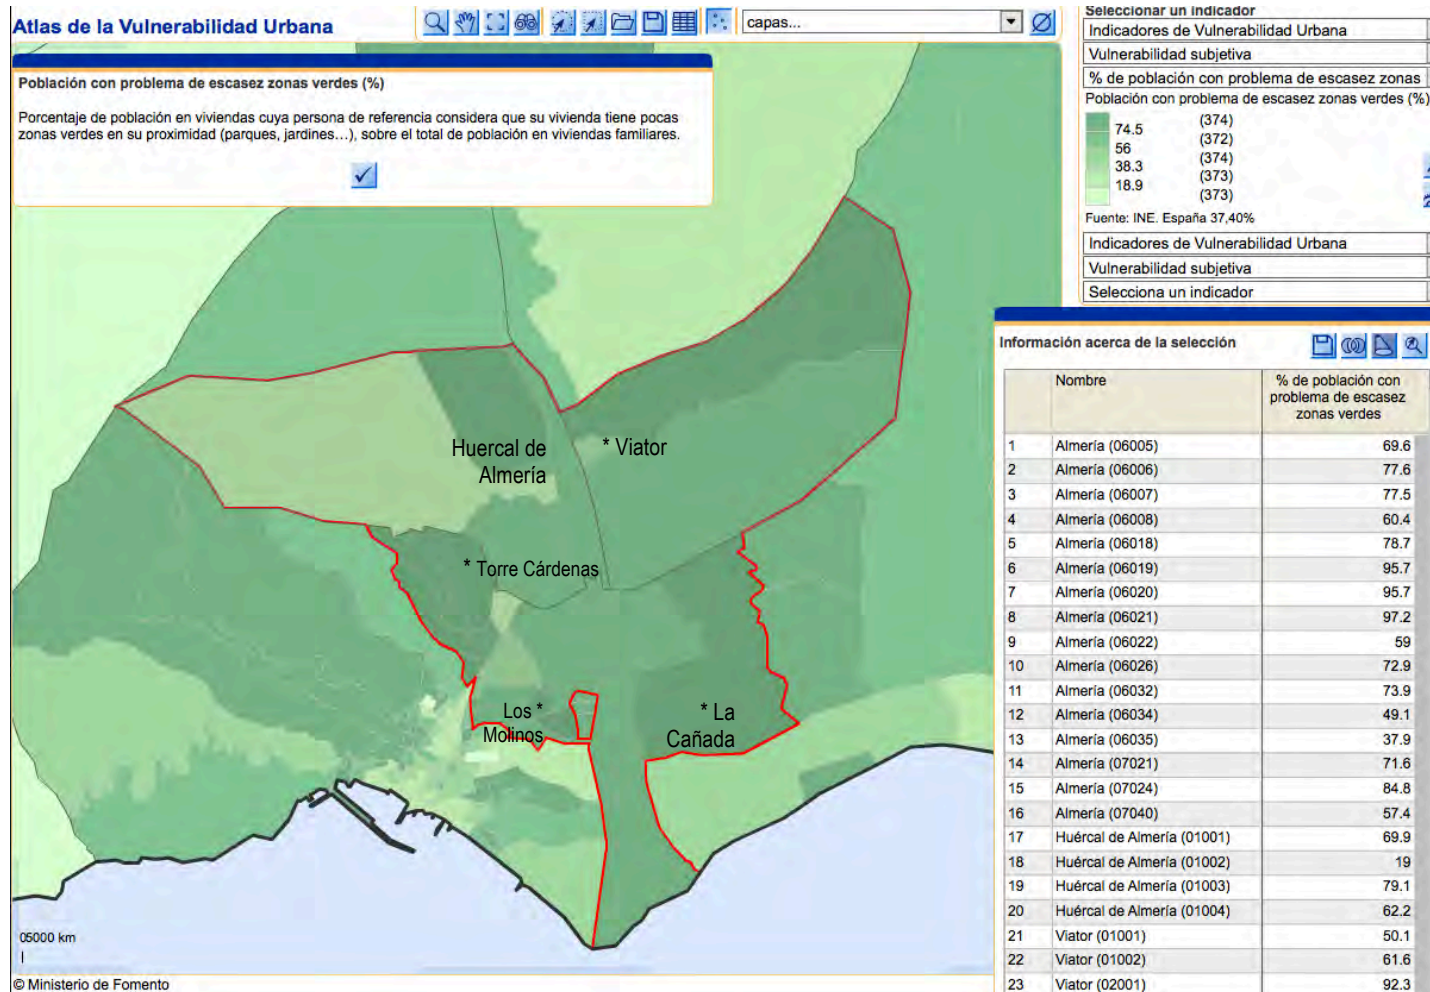 Atlas de la Vulnerabilidad Urbana
capas...
Población con problema de escasez zonas verdes (%)
Porcentaje de población en viviendas cuya persona de referencia considera que su vivienda tiene pocas
zonas verdes en su proximidad (parques, jardines…), sobre el total de población en viviendas familiares.
Seleccionar un indicador
Indicadores de Vulnerabilidad Urbana
Vulnerabilidad subjetiva
% de población con problema de escasez zonas
Población con problema de escasez zonas verdes (%)
(374)
74.5
(372)
56
(374)
38.3
(373)
18.9
(373)
Fuente: INE. España 37,40%
Indicadores de Vulnerabilidad Urbana
Vulnerabilidad subjetiva
Selecciona un indicador
Huercal de
Almería
* Viator
* Torre Cárdenas
Los *
Molinos
* La
Cañada
05000 km
© Ministerio de Fomento
Información acerca de la selección
Nombre
% de población con
problema de escasez
zonas verdes
1 Almería (06005) 69.6
2 Almería (06006) 77.6
3 Almería (06007) 77.5
4 Almería (06008) 60.4
5 Almería (06018) 78.7
6 Almería (06019) 95.7
7 Almería (06020) 95.7
8 Almería (06021) 97.2
9 Almería (06022) 59
10 Almería (06026) 72.9
11 Almería (06032) 73.9
12 Almería (06034) 49.1
13 Almería (06035) 37.9
14 Almería (07021) 71.6
15 Almería (07024) 84.8
16 Almería (07040) 57.4
17 Huércal de Almería (01001) 69.9
18 Huércal de Almería (01002) 19
19 Huércal de Almería (01003) 79.1
20 Huércal de Almería (01004) 62.2
21 Viator (01001) 50.1
22 Viator (01002) 61.6
23 Viator (02001) 92.3